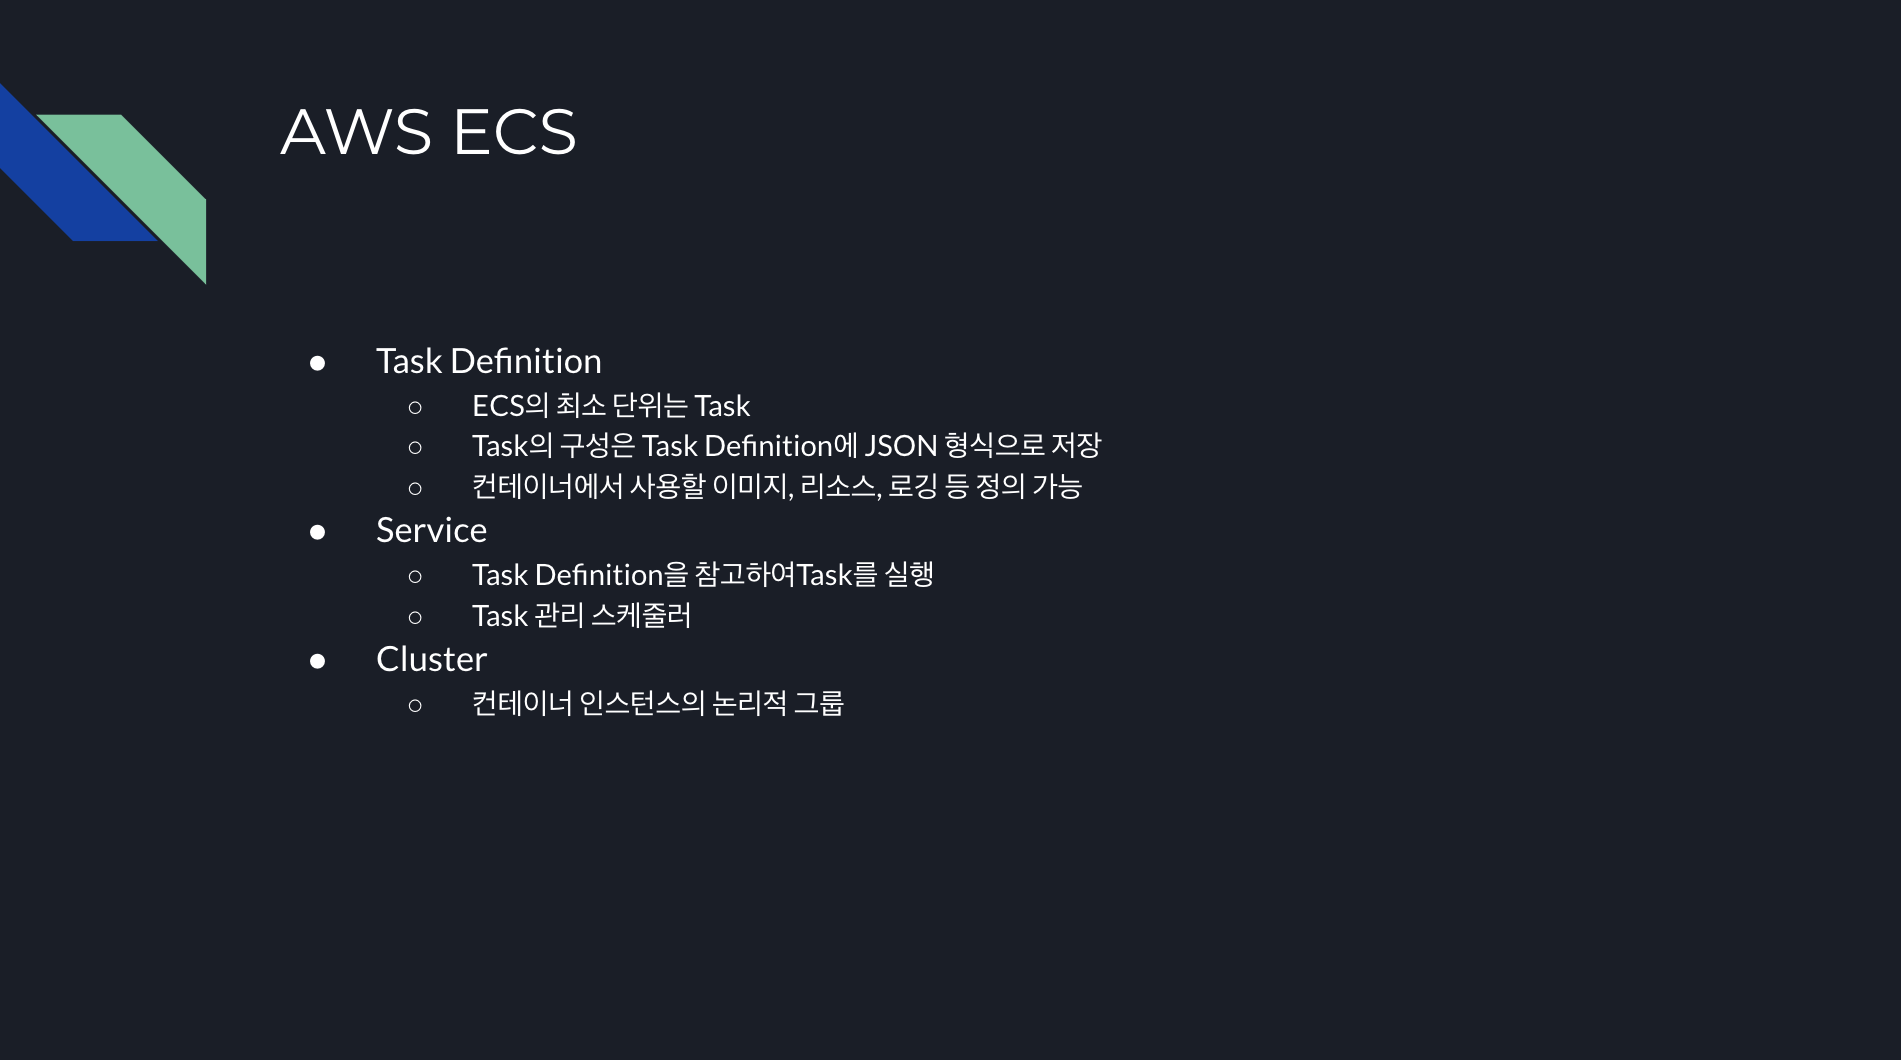 AWS ECS
● Task Definition
○ ECS의 최소 단위는 Task
○ Task의 구성은 Task Definition에 JSON 형식으로 저장
○ 컨테이너에서 사용할 이미지, 리소스, 로깅 등 정의 가능
● Service
○ Task Definition을 참고하여Task를 실행
○ Task 관리 스케줄러
● Cluster
○ 컨테이너 인스턴스의 논리적 그룹